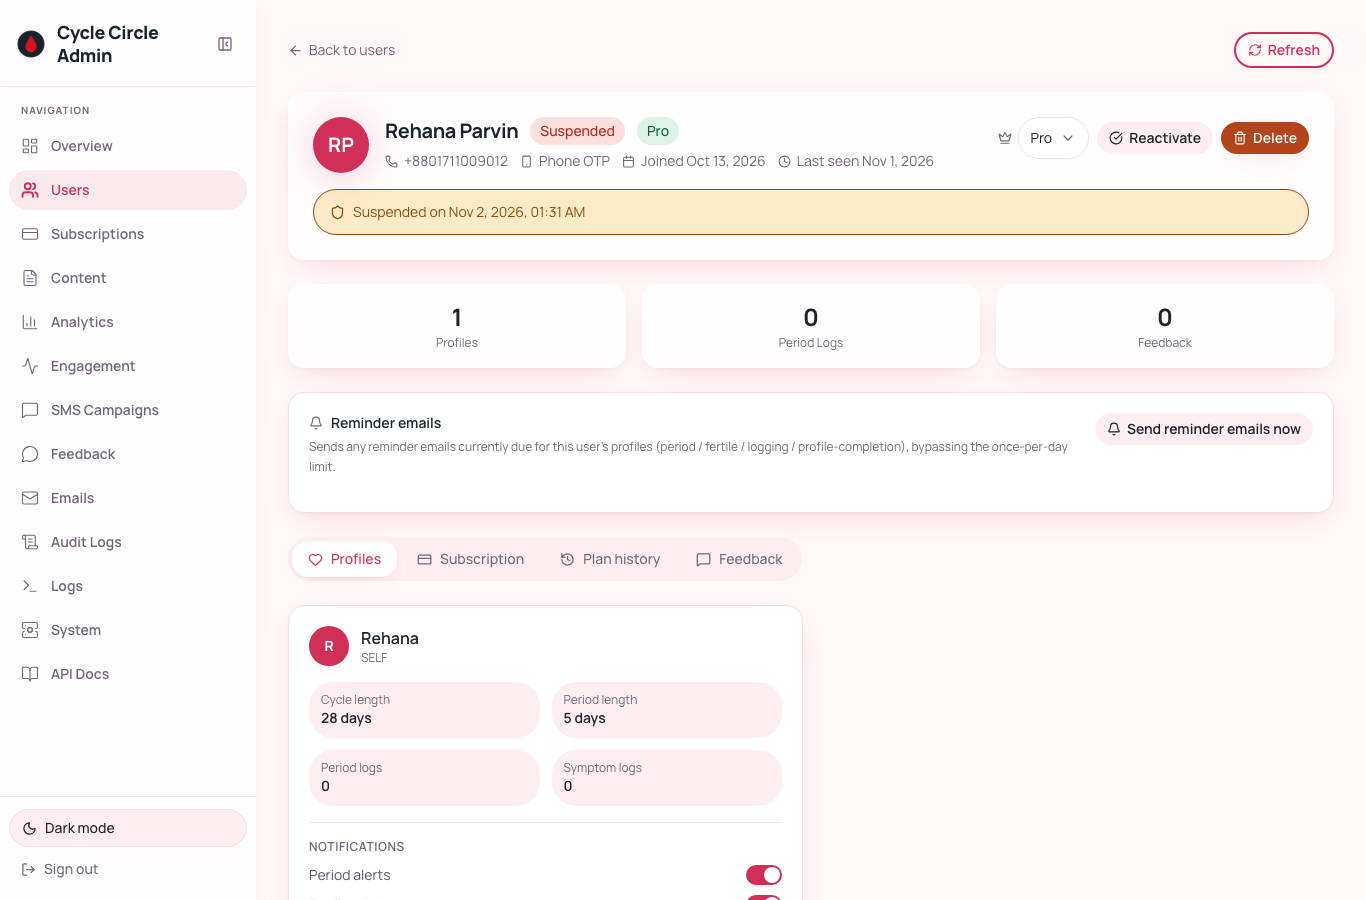 Cycle Circle
Admin
NAVIGATION
Overview
Users
Subscriptions
Content
Analytics
Engagement
SMS Campaigns
Feedback
Emails
Audit Logs
Logs
System
API Docs
Dark mode
Sign out
Back to users
Refresh
RP
Rehana Parvin
Suspended
Pro
+8801711009012
Phone OTP
Joined Oct 13, 2026
Last seen Nov 1, 2026
Pro
Reactivate
Delete
Suspended on Nov 2, 2026, 01:31 AM
1
Profiles
0
Period Logs
0
Feedback
Reminder emails
Sends any reminder emails currently due for this user's profiles (period / fertile / logging / profile-completion), bypassing the once-per-day
limit.
Send reminder emails now
Profiles
Subscription
Plan history
Feedback
R
Rehana
SELF
Cycle length
28 days
Period length
5 days
Period logs
0
Symptom logs
0
NOTIFICATIONS
Period alerts